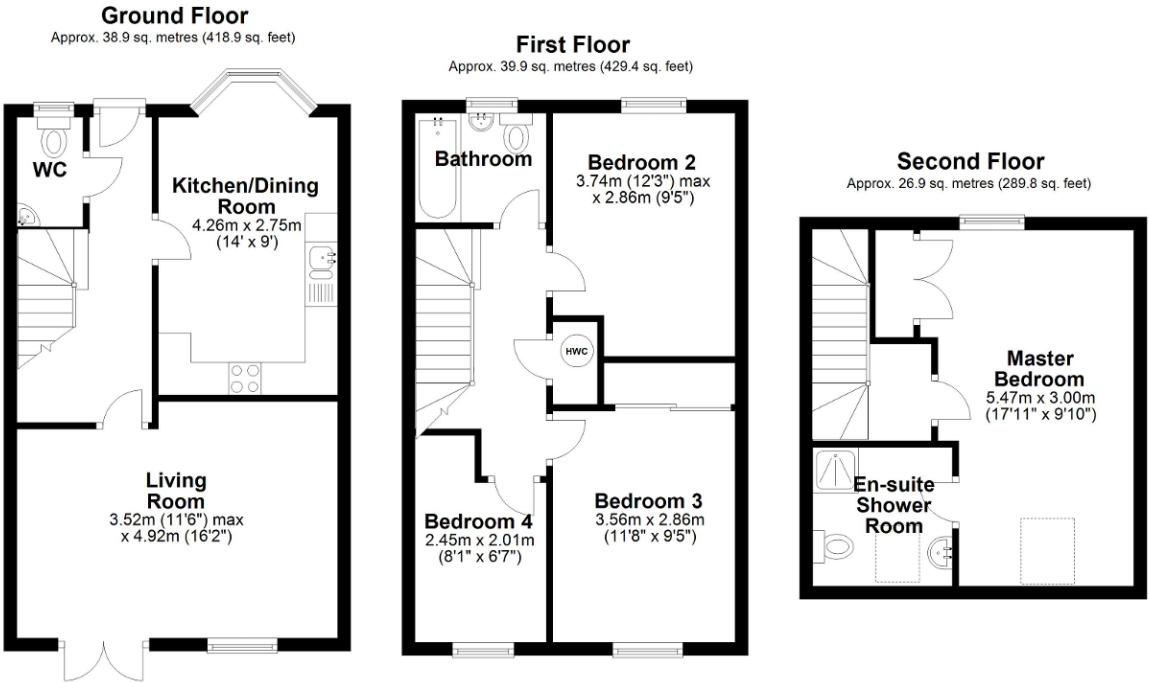 Ground Floor
Approx. 38.9 sq. metres (418.9 sq. feet)
WC
Kitchen/Dining
Room
4.26m x 2.75m
(14' x 9')
Living
Room
3.52m (11'6") max
x 4.92m (16'2")
First Floor
Approx. 39.9 sq. metres (429.4 sq. feet)
Bathroom
Bedroom 2
3.74m (12'3") max
x 2.86m (9'5")
HWC
Bedroom 3
3.56m x 2.86m
(11'8" x 9'5")
Bedroom 4
2.45m x 2.01m
(8'1" x 6'7")
Second Floor
Approx. 26.9 sq. metres (289.8 sq. feet)
Master
Bedroom
5.47m x 3.00m
(17'11" x 9'10")
En-suite
Shower
Room